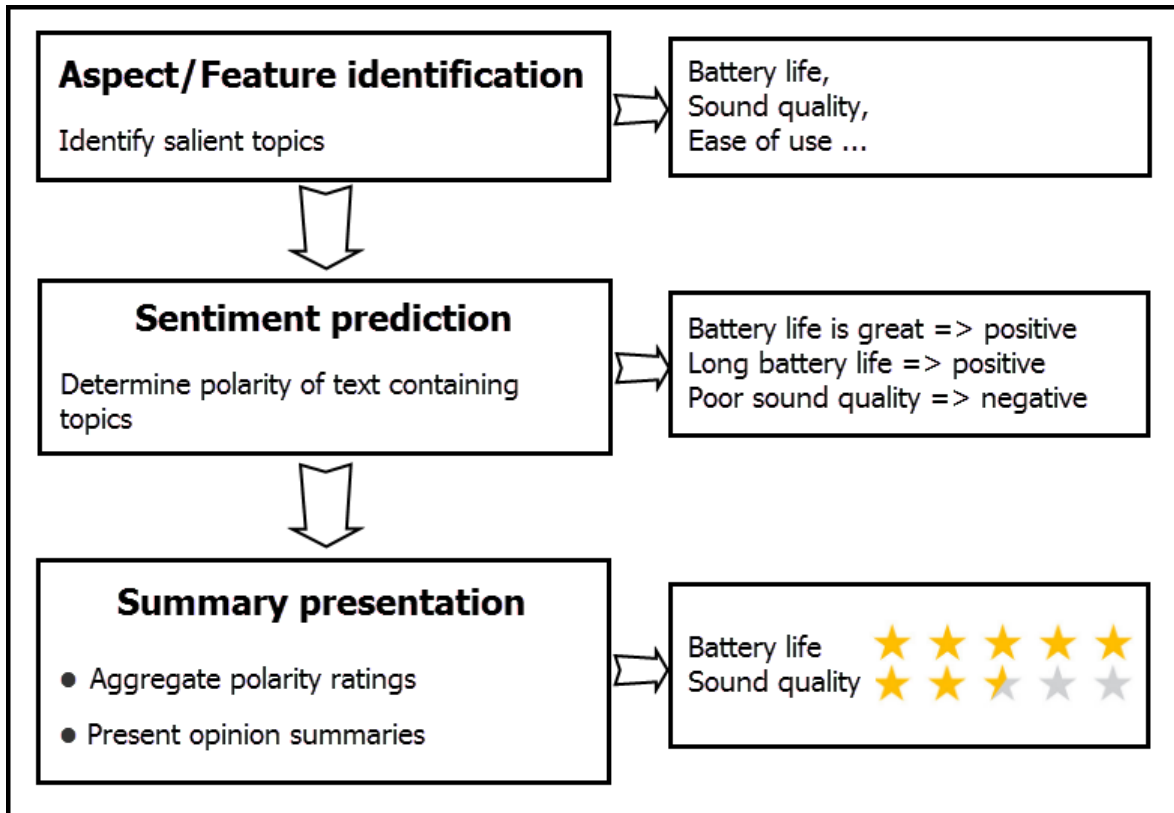 Aspect/Feature identification
Identify salient topics
Battery life,
Sound quality,
Ease of use ...
Sentiment prediction
Determine polarity of text containing
topics
Battery life is great => positive
Long battery life => positive
Poor sound quality => negative
Summary presentation
● Aggregate polarity ratings
● Present opinion summaries
Battery life
Sound quality